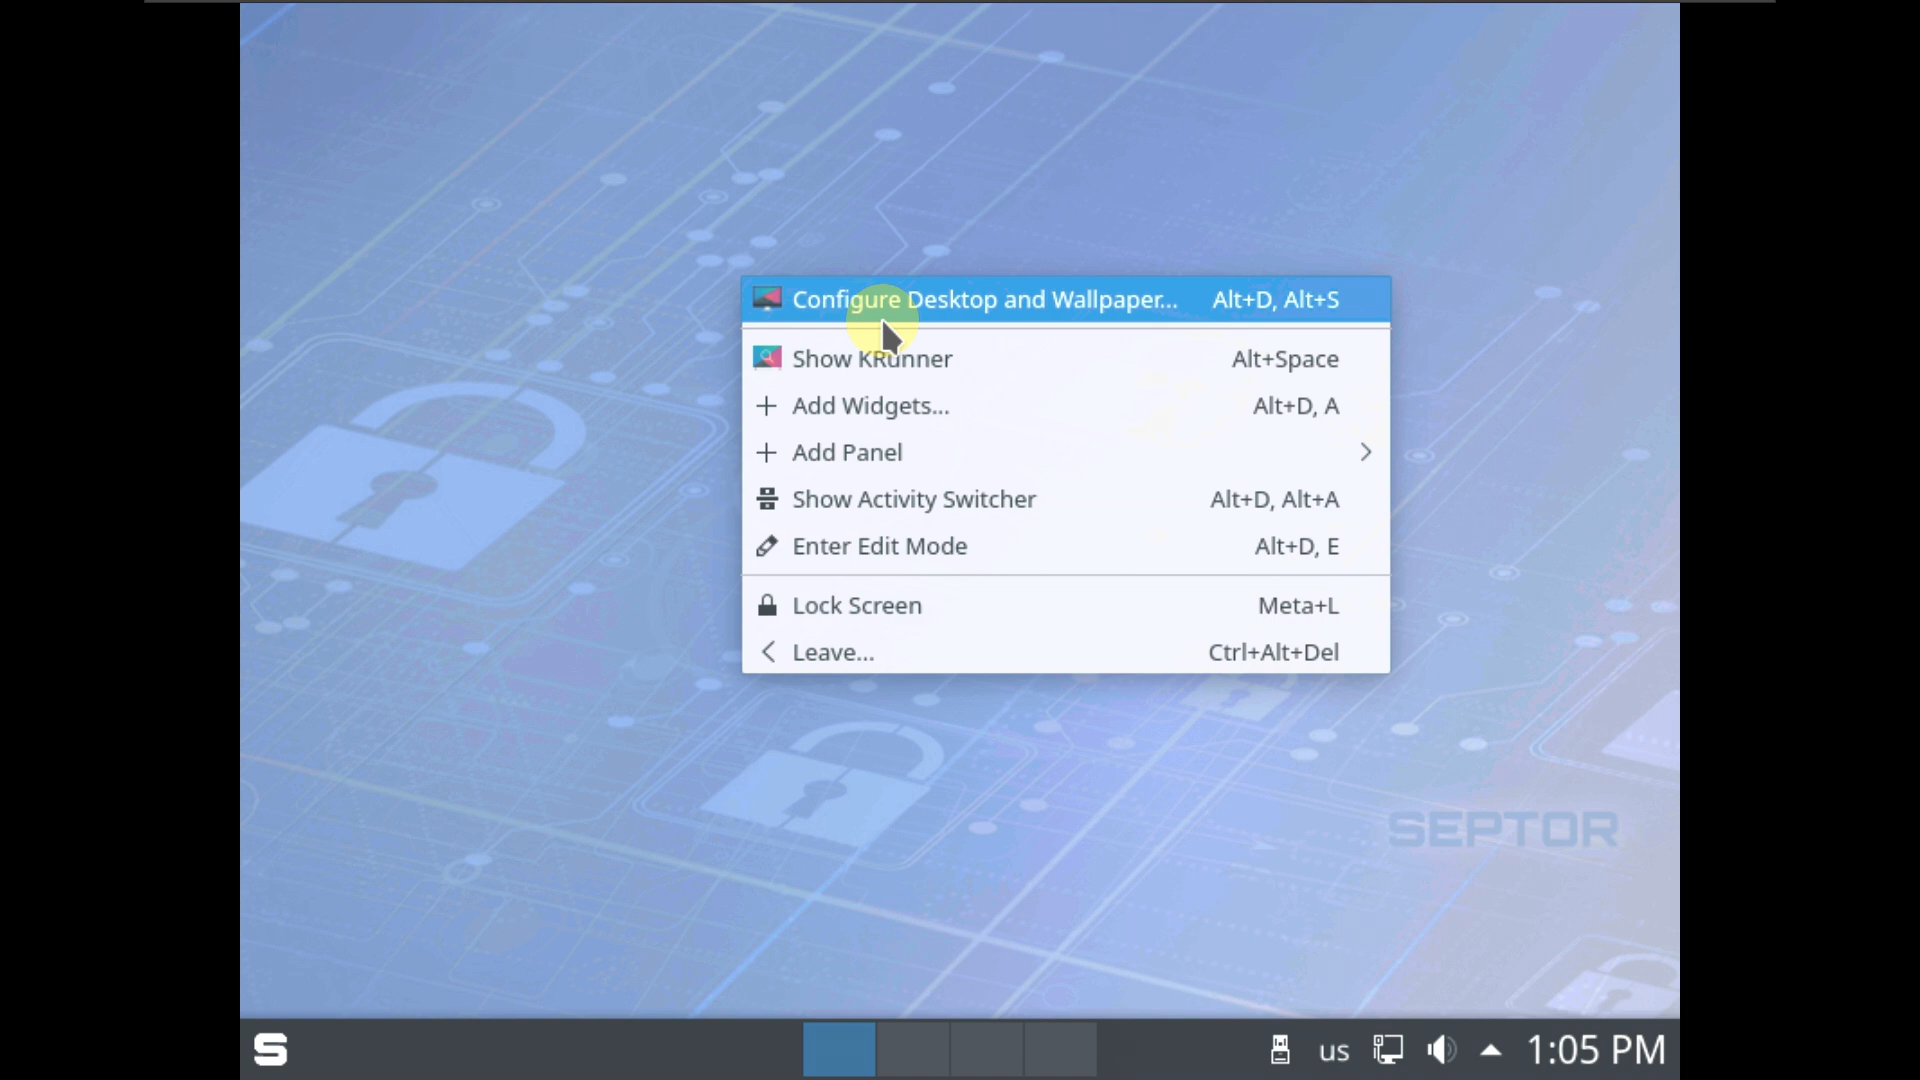 Configure Desktop and Wallpaper... Alt+D, Alt+S
Show KRunner Alt+Space
Add Widgets... Alt+D, A
Add Panel
Show Activity Switcher Alt+D, Alt+A
Enter Edit Mode Alt+D, E
Lock Screen Meta+L
Leave... Ctrl+Alt+Del
SEPTOR
S us 1:05 PM